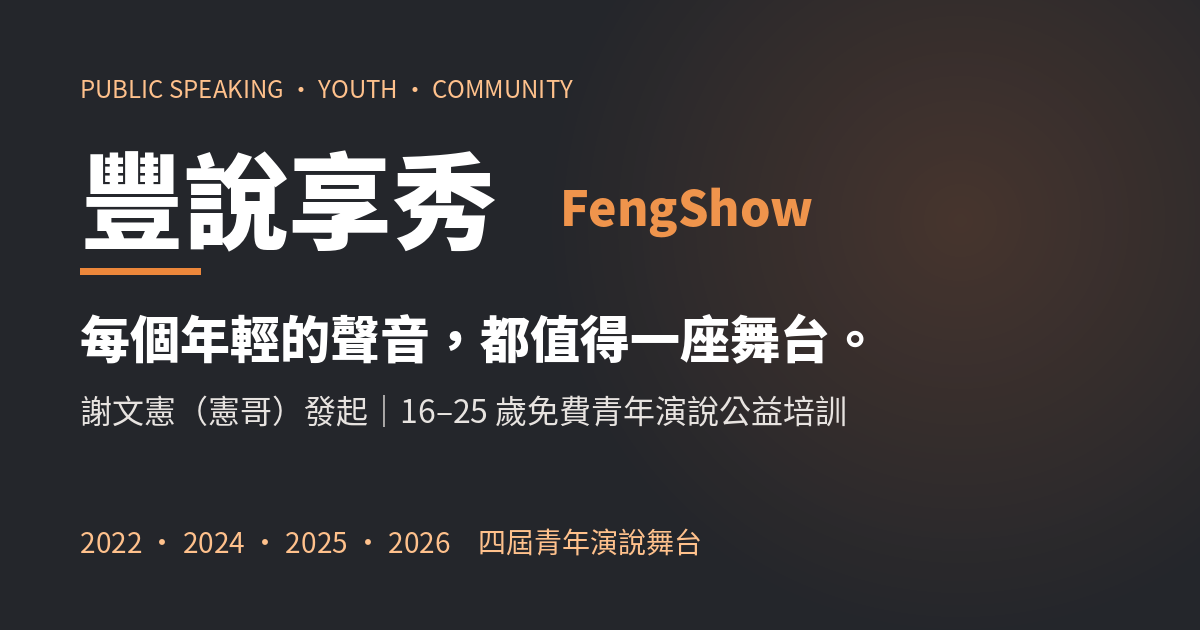 PUBLIC SPEAKING · YOUTH · COMMUNITY
豐說享秀 FengShow
每個年輕的聲音，都值得一座舞台。
謝文憲（憲哥）發起｜16–25 歲免費青年演說公益培訓
2022 · 2024 · 2025 · 2026 四屆青年演說舞台